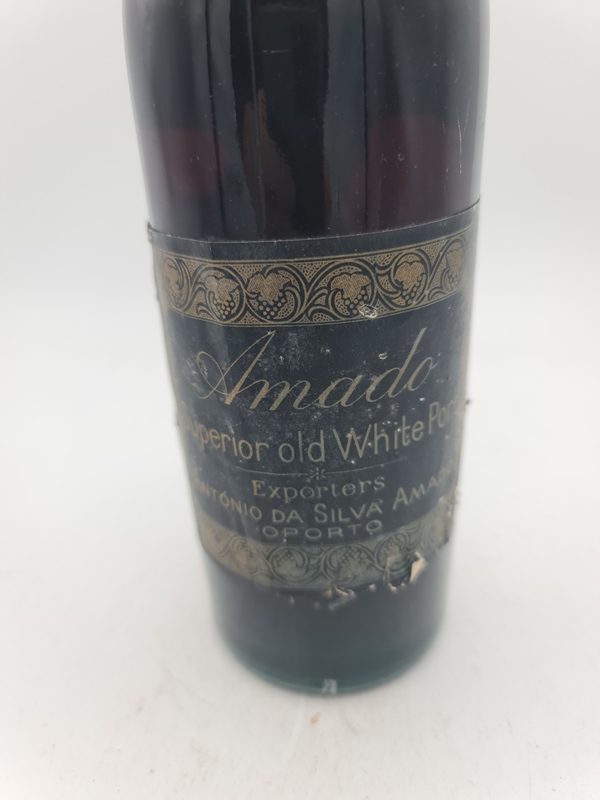 Amado
Superior old White Port
Exporters
António da Silva Amado
OPORTO